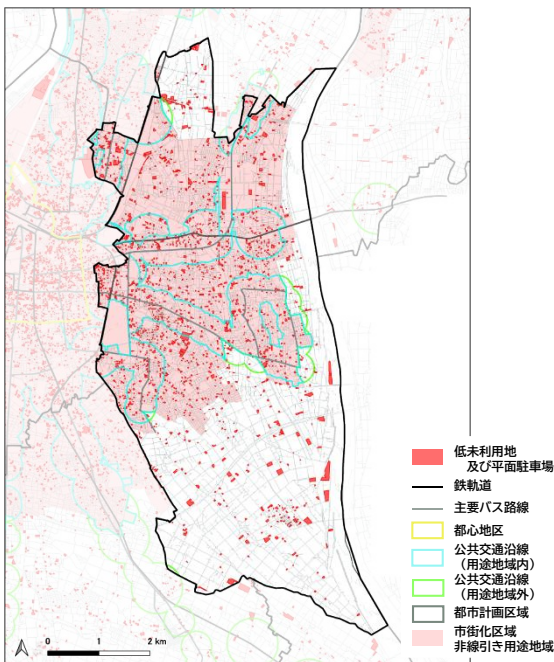 低未利用地
及び平面駐車場
鉄軌道
主要バス路線
都心地区
公共交通沿線
（用途地域内）
公共交通沿線
（用途地域外）
都市計画区域
市街化区域
非線引き用途地域
0 1 2 km